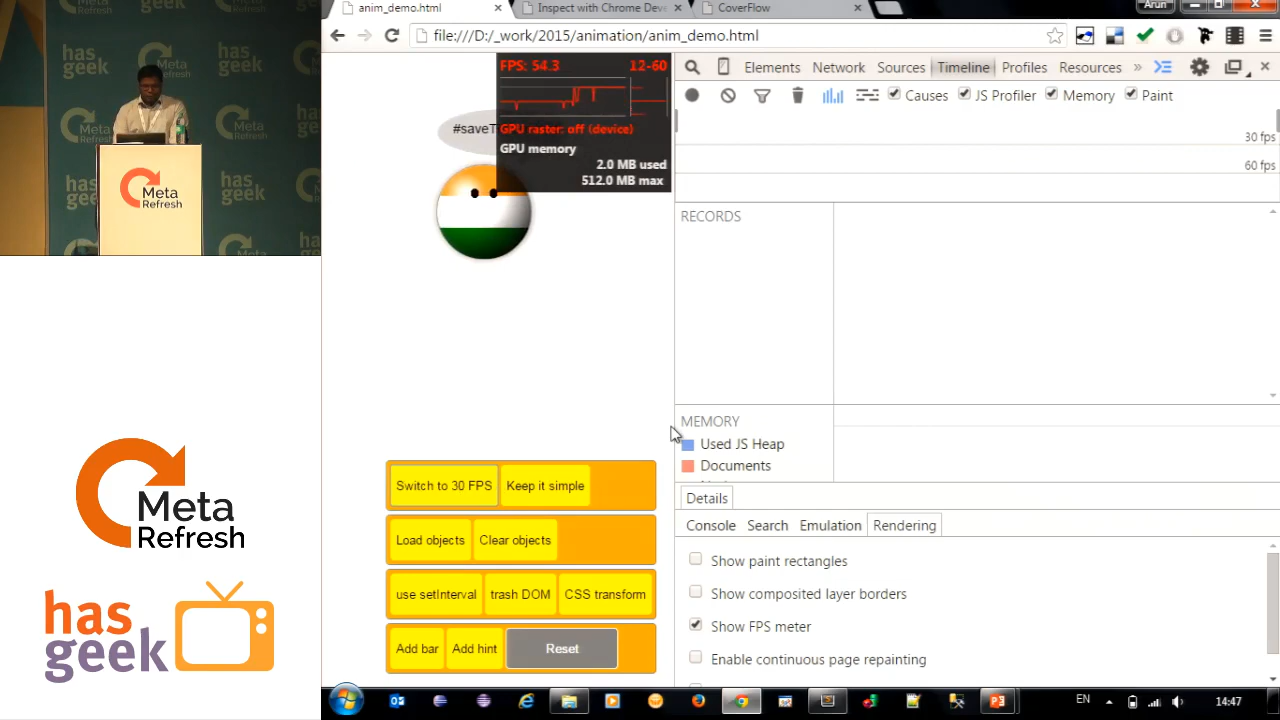 has
geek
has
geek
has
geek
Meta
Refresh
Meta
Refresh
has
geek
anim_demo.html
Inspect with Chrome Deve
CoverFlow
Arun
file:///D:/_work/2015/animation/anim_demo.html
FPS: 54.3 12-60
GPU raster: off (device)
GPU memory
2.0 MB used
512.0 MB max
#saveT
Switch to 30 FPS Keep it simple
Load objects Clear objects
use setInterval trash DOM CSS transform
Add bar Add hint Reset
Elements Network Sources Timeline Profiles Resources »
Causes JS Profiler Memory Paint
30 fps
60 fps
RECORDS
MEMORY
Used JS Heap
Documents
Details
Console Search Emulation Rendering
Show paint rectangles
Show composited layer borders
Show FPS meter
Enable continuous page repainting
EN 14:47